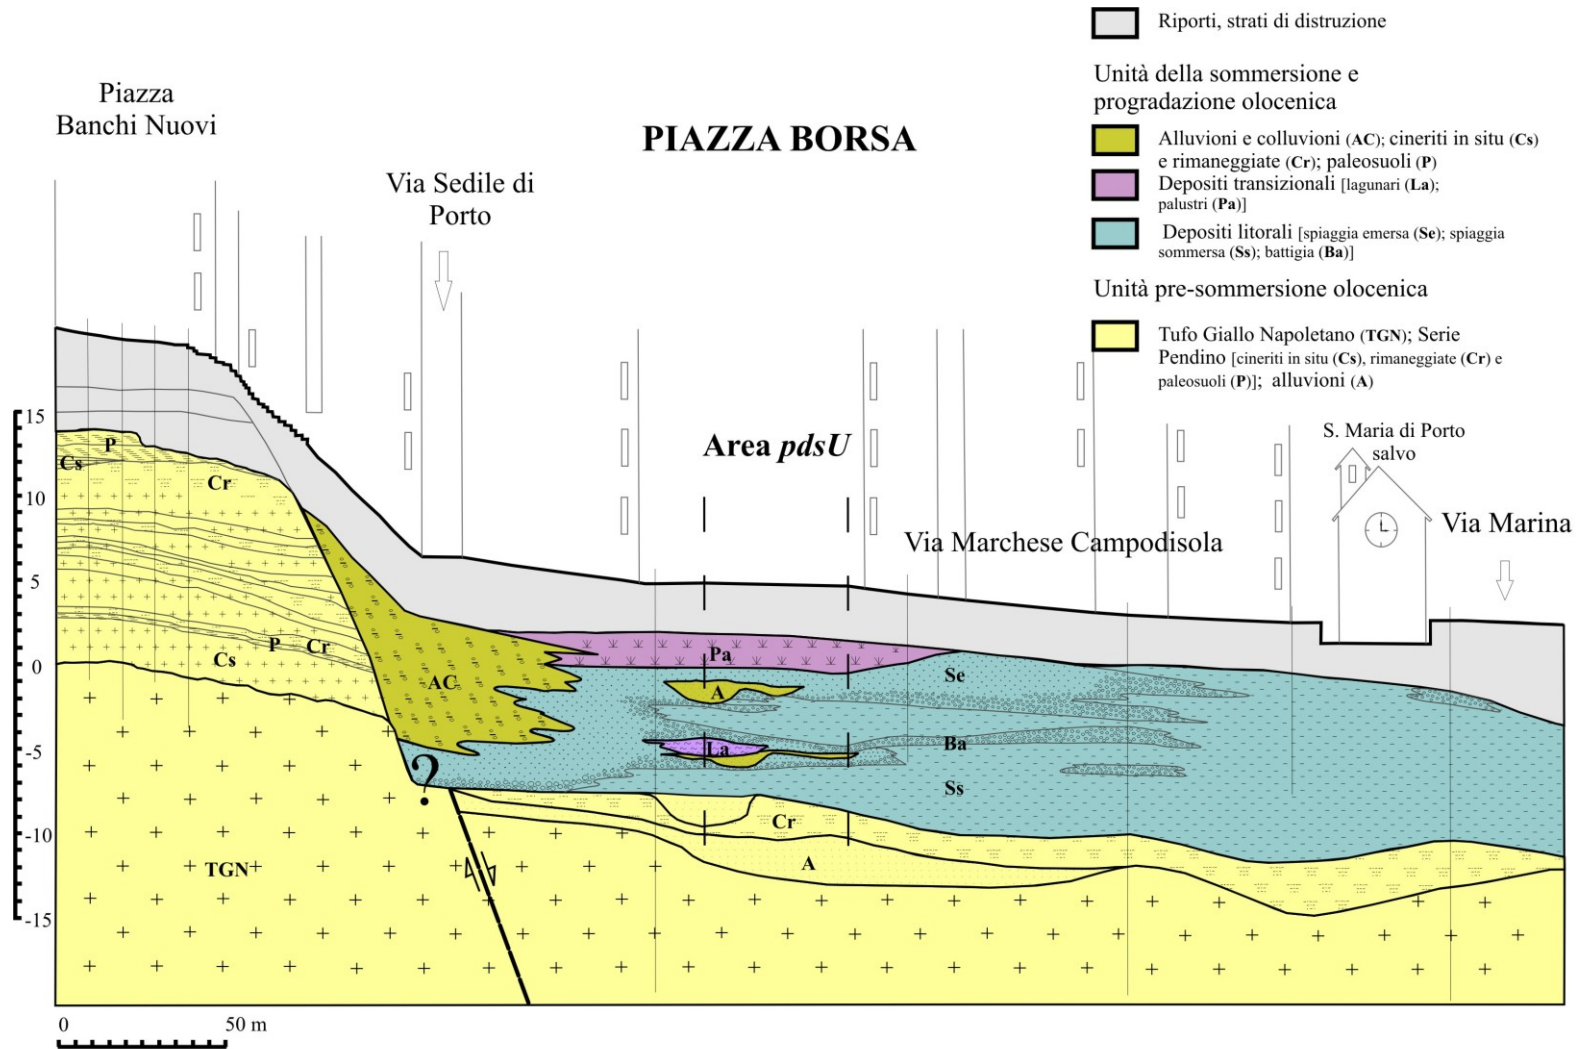 Riporti, strati di distruzione
Unità della sommersione e
progradazione olocenica
Alluvioni e colluvioni (AC); cineriti in situ (Cs)
e rimaneggiate (Cr); paleosuoli (P)
Depositi transizionali [lagunari (La);
palustri (Pa)]
Depositi litorali [spiaggia emersa (Se); spiaggia
sommersa (Ss); battigia (Ba)]
Unità pre-sommersione olocenica
Tufo Giallo Napoletano (TGN); Serie
Pendino [cineriti in situ (Cs), rimaneggiate (Cr) e
paleosuoli (P)]; alluvioni (A)
Piazza
Banchi Nuovi
PIAZZA BORSA
Via Sedile di
Porto
Area pdsU
S. Maria di Porto
salvo
Via Marchese Campodisola
Via Marina
15
10
5
0
-5
-10
-15
P
Cs
Cr
P
Cr
Cs
AC
Pa
A
Se
La
Ba
?
Ss
Cr
A
TGN
0
50 m